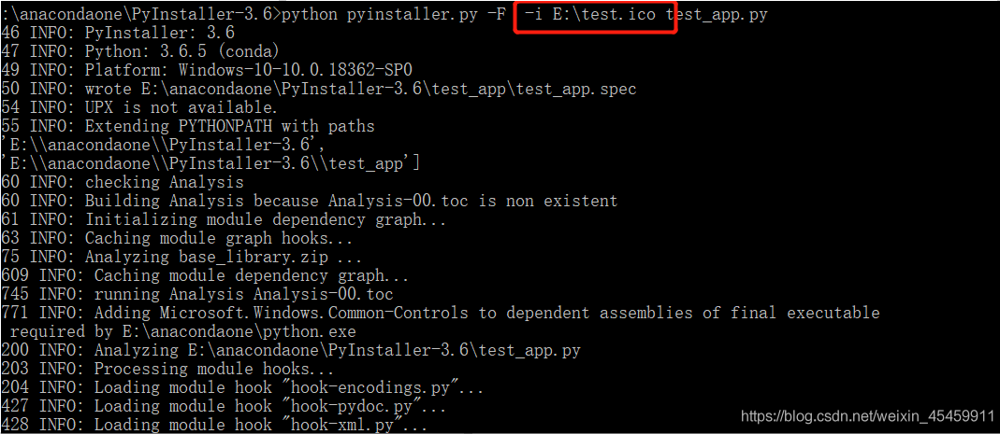 :\anacondaone\PyInstaller-3.6>python pyinstaller.py -F  -i E:\test.ico test_app.py
46 INFO: PyInstaller: 3.6
47 INFO: Python: 3.6.5 (conda)
49 INFO: Platform: Windows-10-10.0.18362-SP0
50 INFO: wrote E:\anacondaone\PyInstaller-3.6\test_app\test_app.spec
54 INFO: UPX is not available.
55 INFO: Extending PYTHONPATH with paths
'E:\\anacondaone\\PyInstaller-3.6',
'E:\\anacondaone\\PyInstaller-3.6\\test_app']
60 INFO: checking Analysis
60 INFO: Building Analysis because Analysis-00.toc is non existent
61 INFO: Initializing module dependency graph...
63 INFO: Caching module graph hooks...
75 INFO: Analyzing base_library.zip ...
609 INFO: Caching module dependency graph...
745 INFO: running Analysis Analysis-00.toc
771 INFO: Adding Microsoft.Windows.Common-Controls to dependent assemblies of final executable
 required by E:\anacondaone\python.exe
200 INFO: Analyzing E:\anacondaone\PyInstaller-3.6\test_app.py
203 INFO: Processing module hooks...
204 INFO: Loading module hook "hook-encodings.py"...
427 INFO: Loading module hook "hook-pydoc.py"...
428 INFO: Loading module hook "hook-xml.py"...
https://blog.csdn.net/weixin_45459911